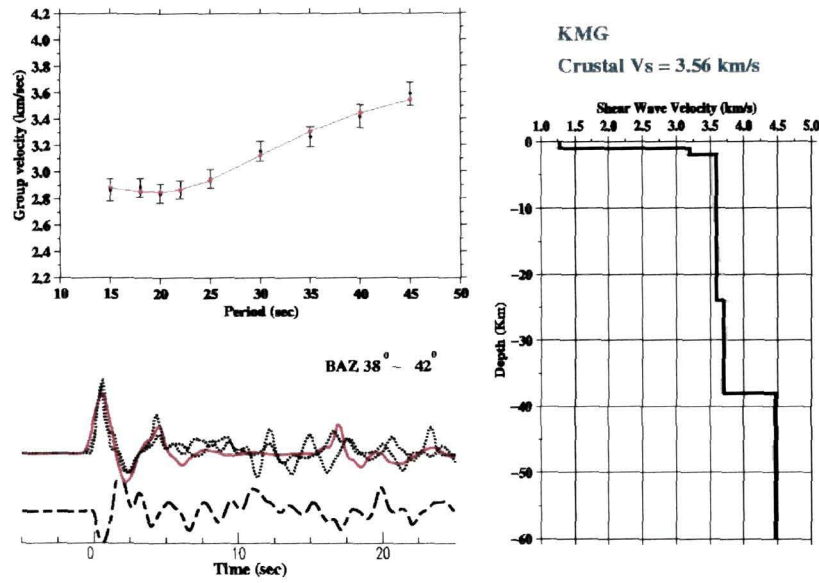 4.2
4.0
3.8
3.6
3.4
3.2
3.0
2.8
2.6
2.4
2.2
Group velocity (km/sec)
10 15 20 25 30 35 40 45 50
Period (sec)
BAZ 38° ~ 42°
0 10 20
Time (sec)
KMG
Crustal Vs = 3.56 km/s
Shear Wave Velocity (km/s)
1.0 1.5 2.0 2.5 3.0 3.5 4.0 4.5 5.0
0
-10
-20
-30
-40
-50
-60
Depth (Km)